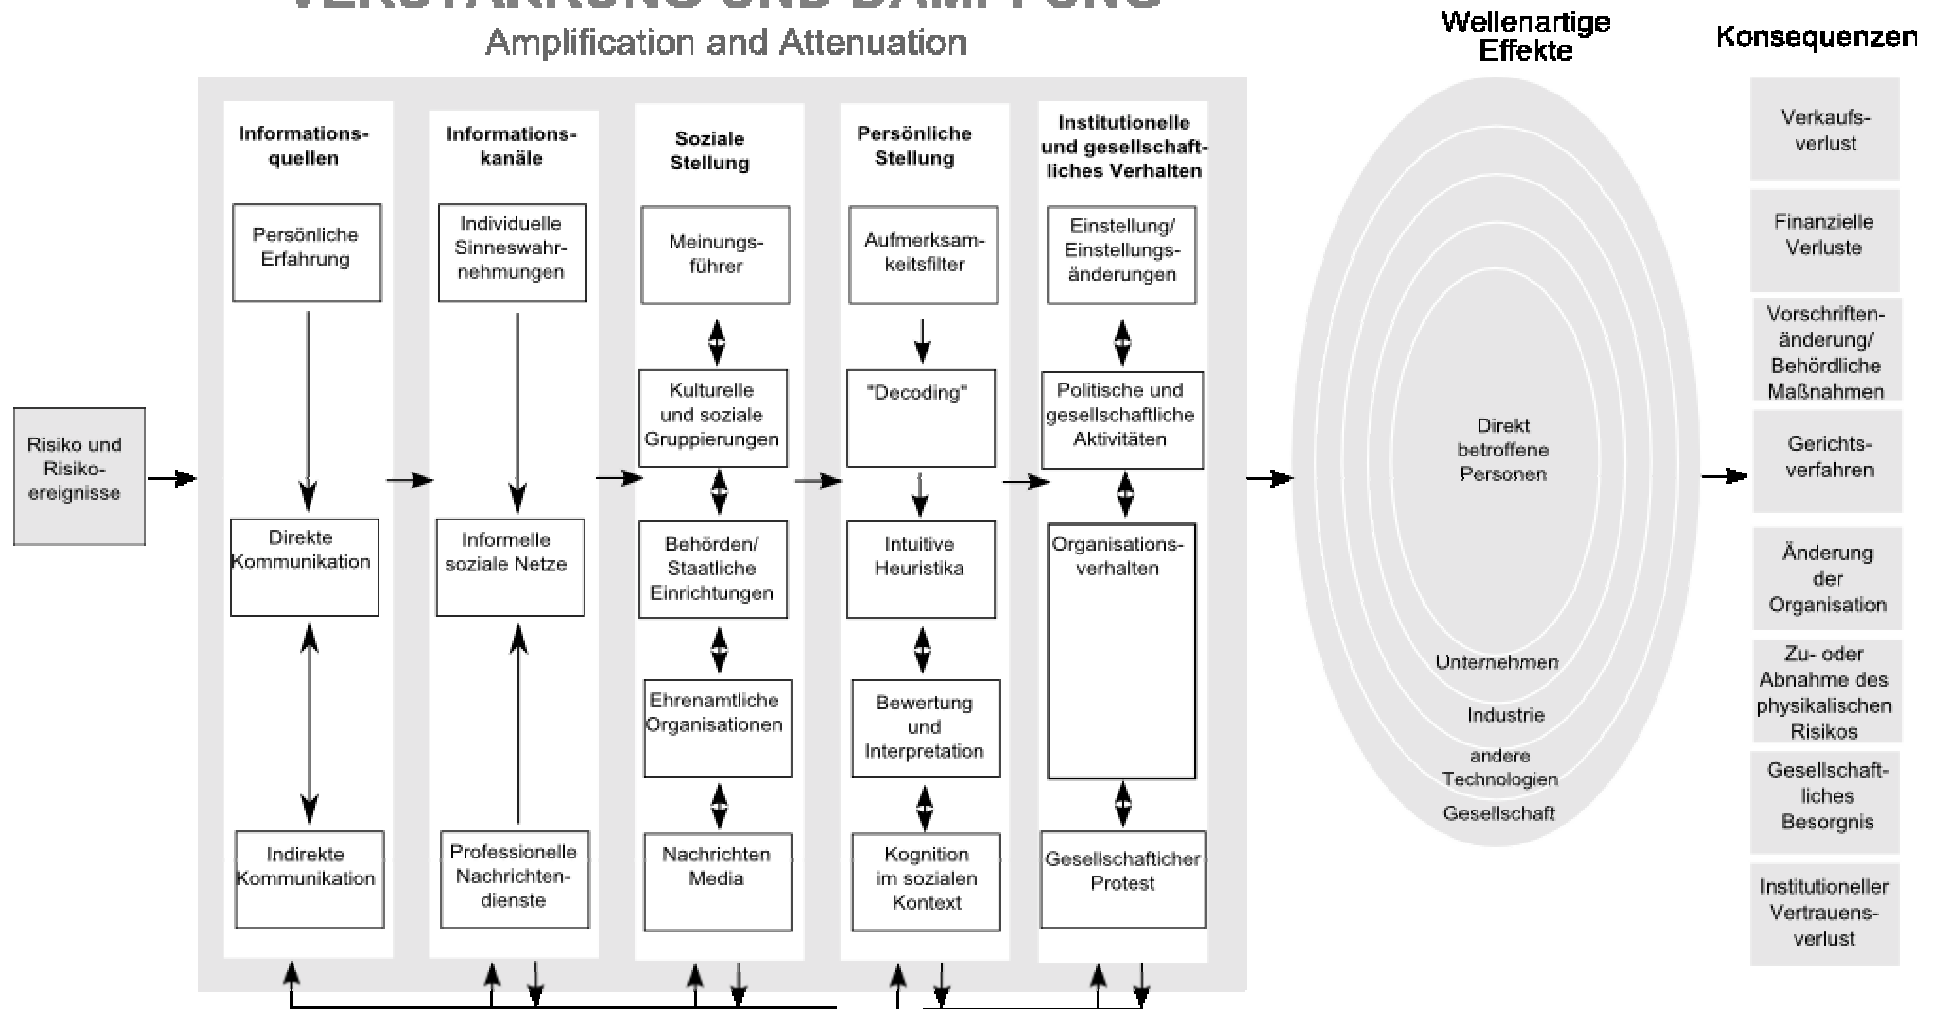 VERSTÄRKUNG UND DÄMPFUNG
Amplification and Attenuation
Wellenartige
Effekte
Konsequenzen
Risiko und
Risiko-
ereignisse
Informations-
quellen
Persönliche
Erfahrung
Direkte
Kommunikation
Indirekte
Kommunikation
Informations-
kanäle
Individuelle
Sinneswahr-
nehmungen
Informelle
soziale Netze
Professionelle
Nachrichten-
dienste
Soziale
Stellung
Meinungs-
führer
Kulturelle
und soziale
Gruppierungen
Behörden/
Staatliche
Einrichtungen
Ehrenamtliche
Organisationen
Nachrichten
Media
Persönliche
Stellung
Aufmerksam-
keitsfilter
"Decoding"
Intuitive
Heuristika
Bewertung
und
Interpretation
Kognition
im sozialen
Kontext
Institutionelle
und gesellschaft-
liches Verhalten
Einstellung/
Einstellungs-
änderungen
Politische und
gesellschaftliche
Aktivitäten
Organisations-
verhalten
Gesellschafticher
Protest
Direkt
betroffene
Personen
Unternehmen
Industrie
andere
Technologien
Gesellschaft
Verkaufs-
verlust
Finanzielle
Verluste
Vorschriften-
änderung/
Behördliche
Maßnahmen
Gerichts-
verfahren
Änderung
der
Organisation
Zu- oder
Abnahme des
physikalischen
Risikos
Gesellschaft-
liches
Besorgnis
Institutioneller
Vertrauens-
verlust